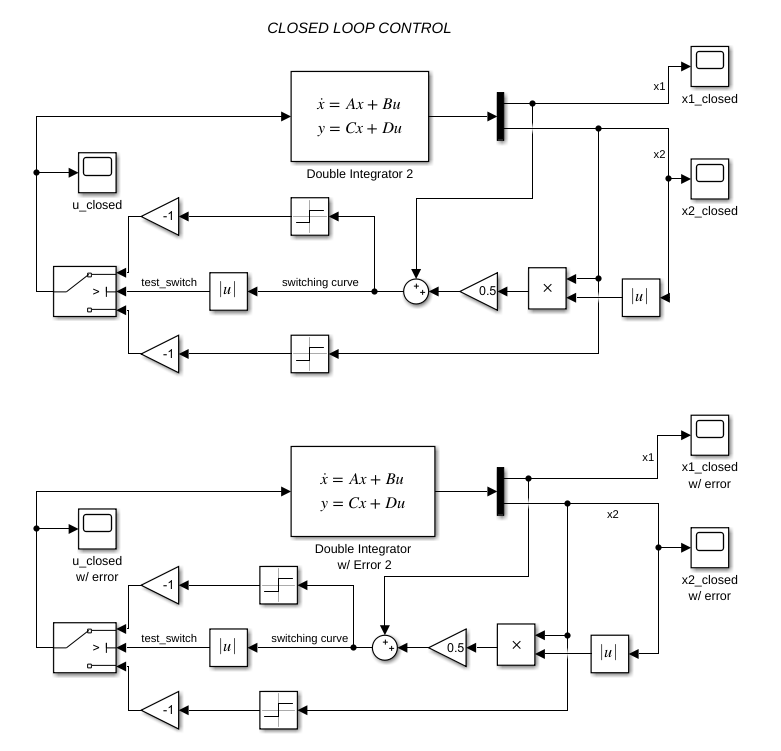 CLOSED LOOP CONTROL
x1
x1_closed
ẋ = Ax + Bu
y = Cx + Du
Double Integrator 2
x2
x2_closed
u_closed
-1
test_switch
|u|
switching curve
+
+
0.5
×
|u|
>
-1
x1
x1_closed
w/ error
ẋ = Ax + Bu
y = Cx + Du
Double Integrator
w/ Error 2
x2
x2_closed
w/ error
u_closed
w/ error
-1
test_switch
|u|
switching curve
+
+
0.5
×
|u|
>
-1